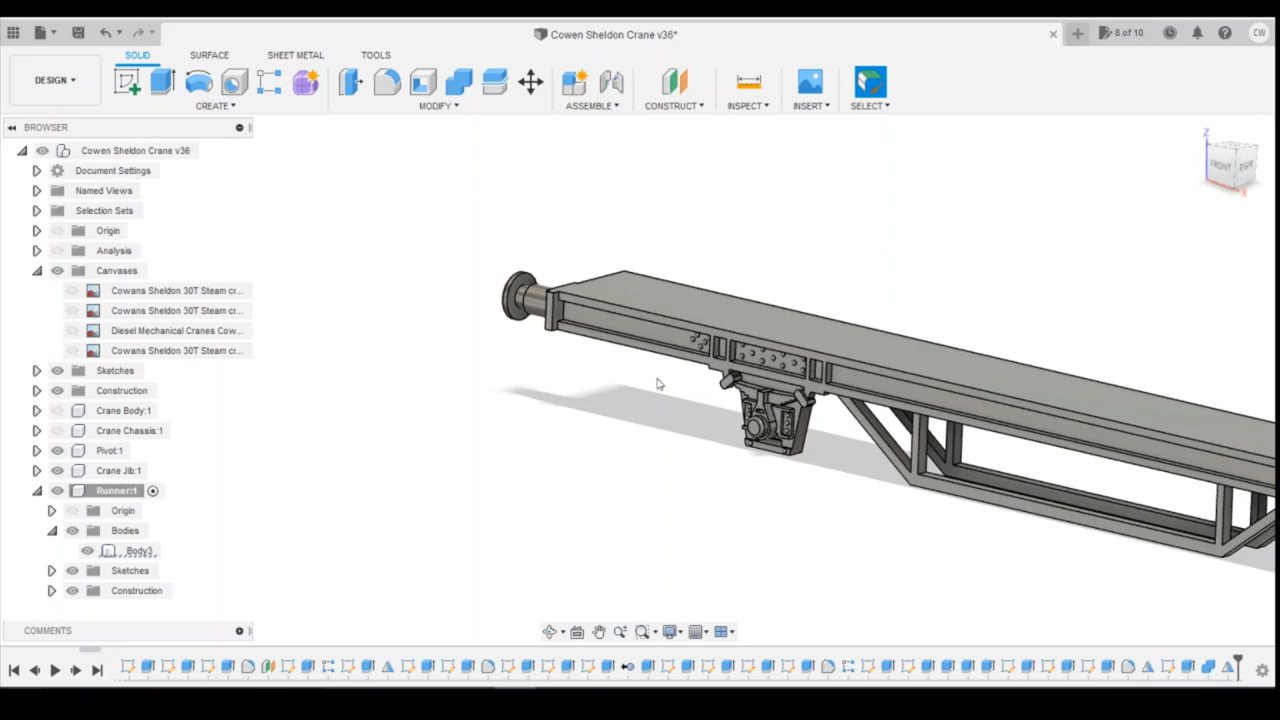 Cowen Sheldon Crane v36*
8 of 10
CW
DESIGN
SOLID
SURFACE
SHEET METAL
TOOLS
CREATE
MODIFY
ASSEMBLE
CONSTRUCT
INSPECT
INSERT
SELECT
BROWSER
Cowen Sheldon Crane v36
Document Settings
Named Views
Selection Sets
Origin
Analysis
Canvases
Cowans Sheldon 30T Steam cr...
Cowans Sheldon 30T Steam cr...
Diesel Mechanical Cranes Cow...
Cowans Sheldon 30T Steam cr...
Sketches
Construction
Crane Body:1
Crane Chassis:1
Pivot:1
Crane Jib:1
Runner:1
Origin
Bodies
Body3
Sketches
Construction
COMMENTS
Z
FRONT
X